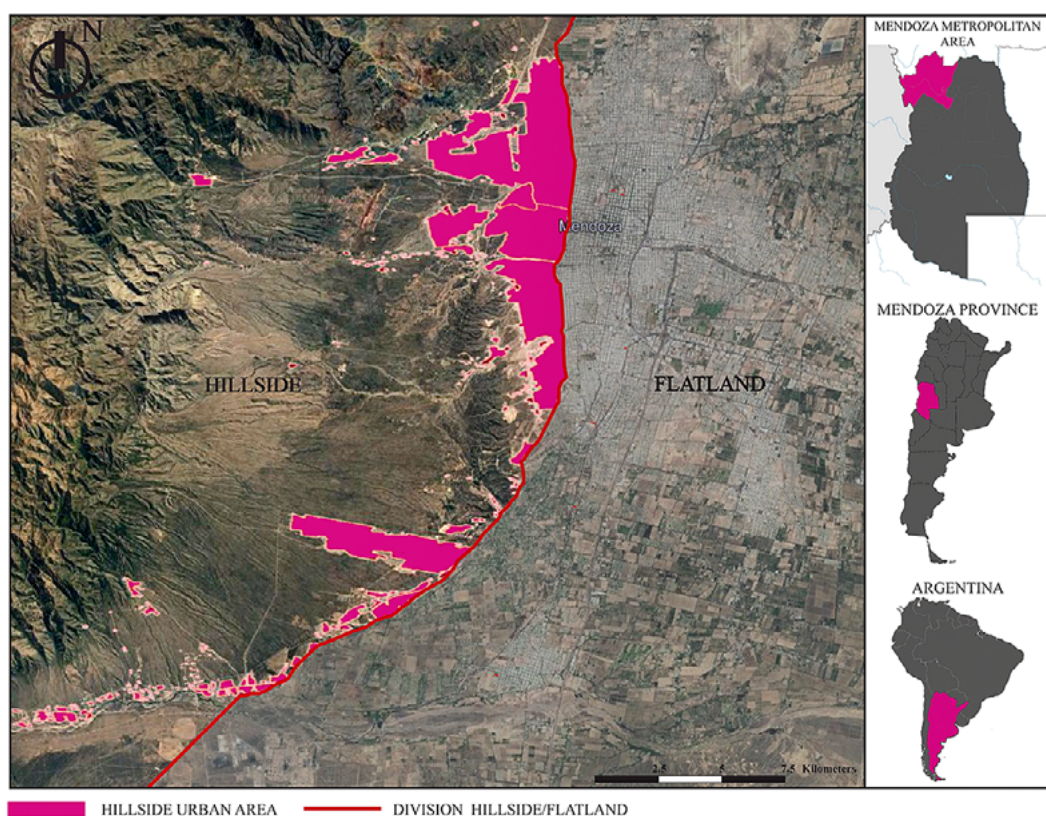 N
Mendoza
HILLSIDE
FLATLAND
2.5 5 7.5 Kilometers
MENDOZA METROPOLITAN
AREA
MENDOZA PROVINCE
ARGENTINA
HILLSIDE URBAN AREA
DIVISION HILLSIDE/FLATLAND